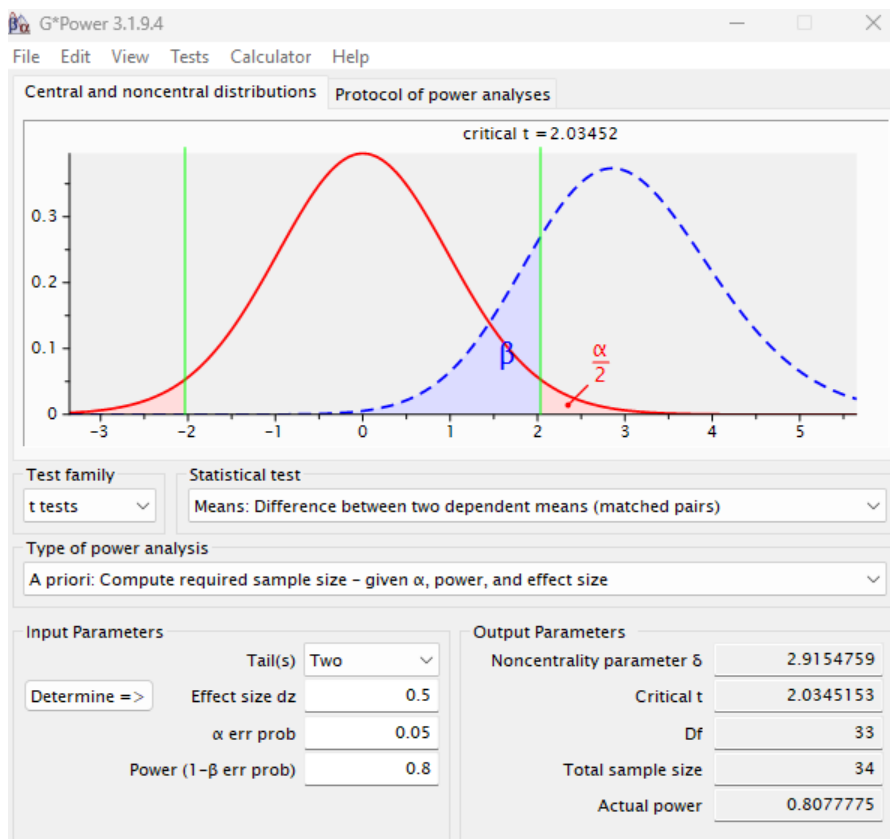 βα G*Power 3.1.9.4
File Edit View Tests Calculator Help
Central and noncentral distributions Protocol of power analyses
critical t = 2.03452
0.3
0.2
0.1
0
β
α
2
-3 -2 -1 0 1 2 3 4 5
Test family Statistical test
t tests Means: Difference between two dependent means (matched pairs)
Type of power analysis
A priori: Compute required sample size - given α, power, and effect size
Input Parameters Output Parameters
Tail(s) Two Noncentrality parameter δ 2.9154759
Determine => Effect size dz 0.5 Critical t 2.0345153
α err prob 0.05 Df 33
Power (1-β err prob) 0.8 Total sample size 34
Actual power 0.8077775